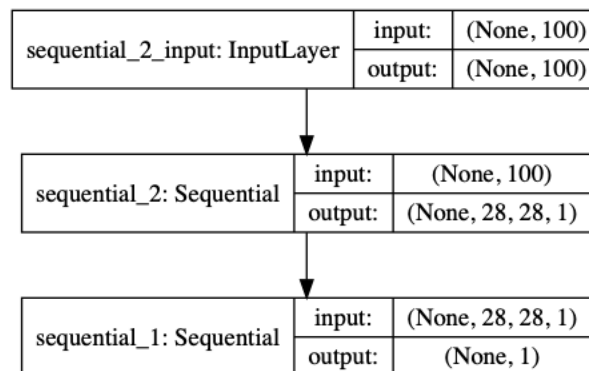 sequential_2_input: InputLayer
input: (None, 100)
output: (None, 100)
sequential_2: Sequential
input: (None, 100)
output: (None, 28, 28, 1)
sequential_1: Sequential
input: (None, 28, 28, 1)
output: (None, 1)